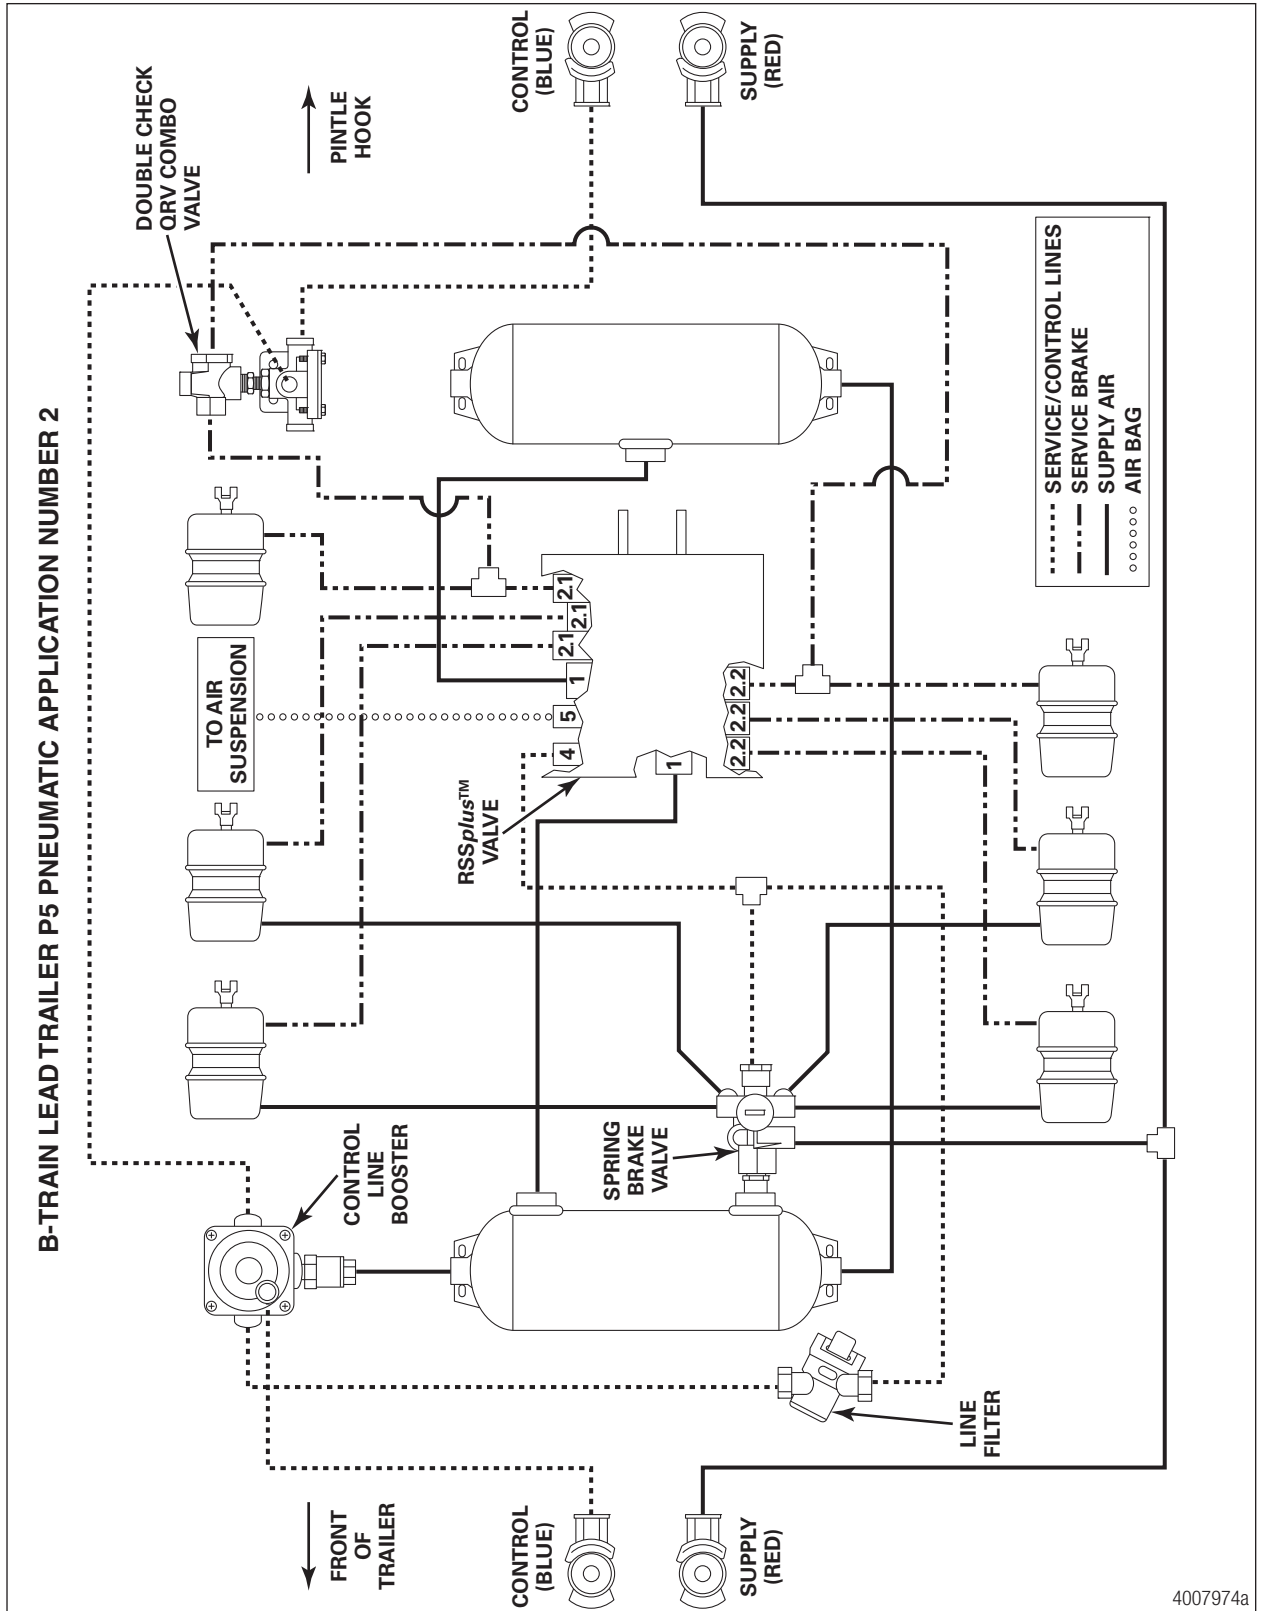 B-TRAIN LEAD TRAILER P5 PNEUMATIC APPLICATION NUMBER 2
DOUBLE CHECK
QRV COMBO
VALVE
PINTLE
HOOK
CONTROL
(BLUE)
SUPPLY
(RED)
TO AIR
SUSPENSION
2.1
2.1
2.1
1
5
4
1
2.2
2.2
2.2
RSSplus™
VALVE
SERVICE/CONTROL LINES
SERVICE BRAKE
SUPPLY AIR
AIR BAG
CONTROL
LINE
BOOSTER
SPRING
BRAKE
VALVE
LINE
FILTER
FRONT
OF
TRAILER
CONTROL
(BLUE)
SUPPLY
(RED)
4007974a